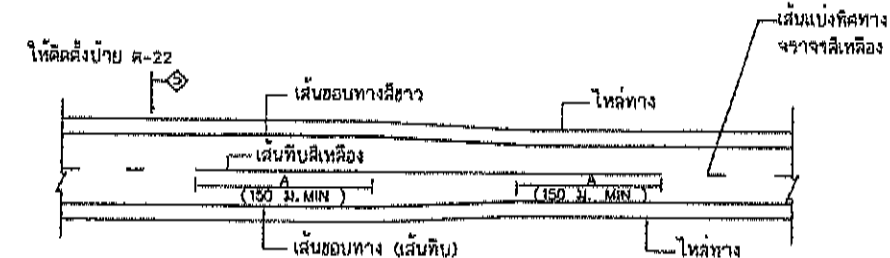 เส้นแบ่งทิศทาง
จราจรสีเหลือง
ให้ติดตั้งป้าย ต-22
S
เส้นขอบทางสีขาว
ไหล่ทาง
เส้นทึบสีเหลือง
A
(150 ม.MIN )
A
(150 ม. MIN )
เส้นขอบทาง (เส้นทึบ)
ไหล่ทาง